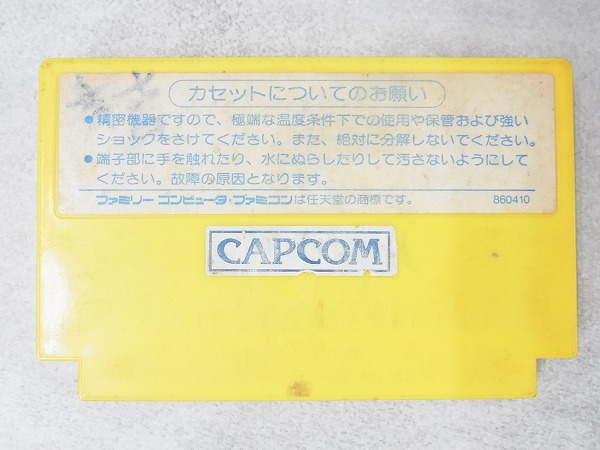 カセットについてのお願い
●精密機器ですので、極端な温度条件下での使用や保管および強い
ショックをさけてください。また、絶対に分解しないでください。
●端子部に手を触れたり、水にぬらしたりして汚さないようにして
ください。故障の原因となります。
ファミリーコンピュータ・ファミコンは任天堂の商標です。 860410
CAPCOM